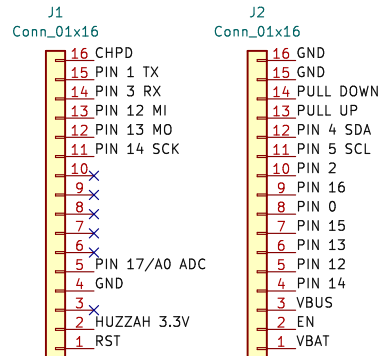 J1
Conn_01x16
16 CHPD
15 PIN 1 TX
14 PIN 3 RX
13 PIN 12 MI
12 PIN 13 MO
11 PIN 14 SCK
10
9
8
7
6
5 PIN 17/A0 ADC
4 GND
3
2 HUZZAH 3.3V
1 RST
J2
Conn_01x16
16 GND
15 GND
14 PULL DOWN
13 PULL UP
12 PIN 4 SDA
11 PIN 5 SCL
10 PIN 2
9 PIN 16
8 PIN 0
7 PIN 15
6 PIN 13
5 PIN 12
4 PIN 14
3 VBUS
2 EN
1 VBAT